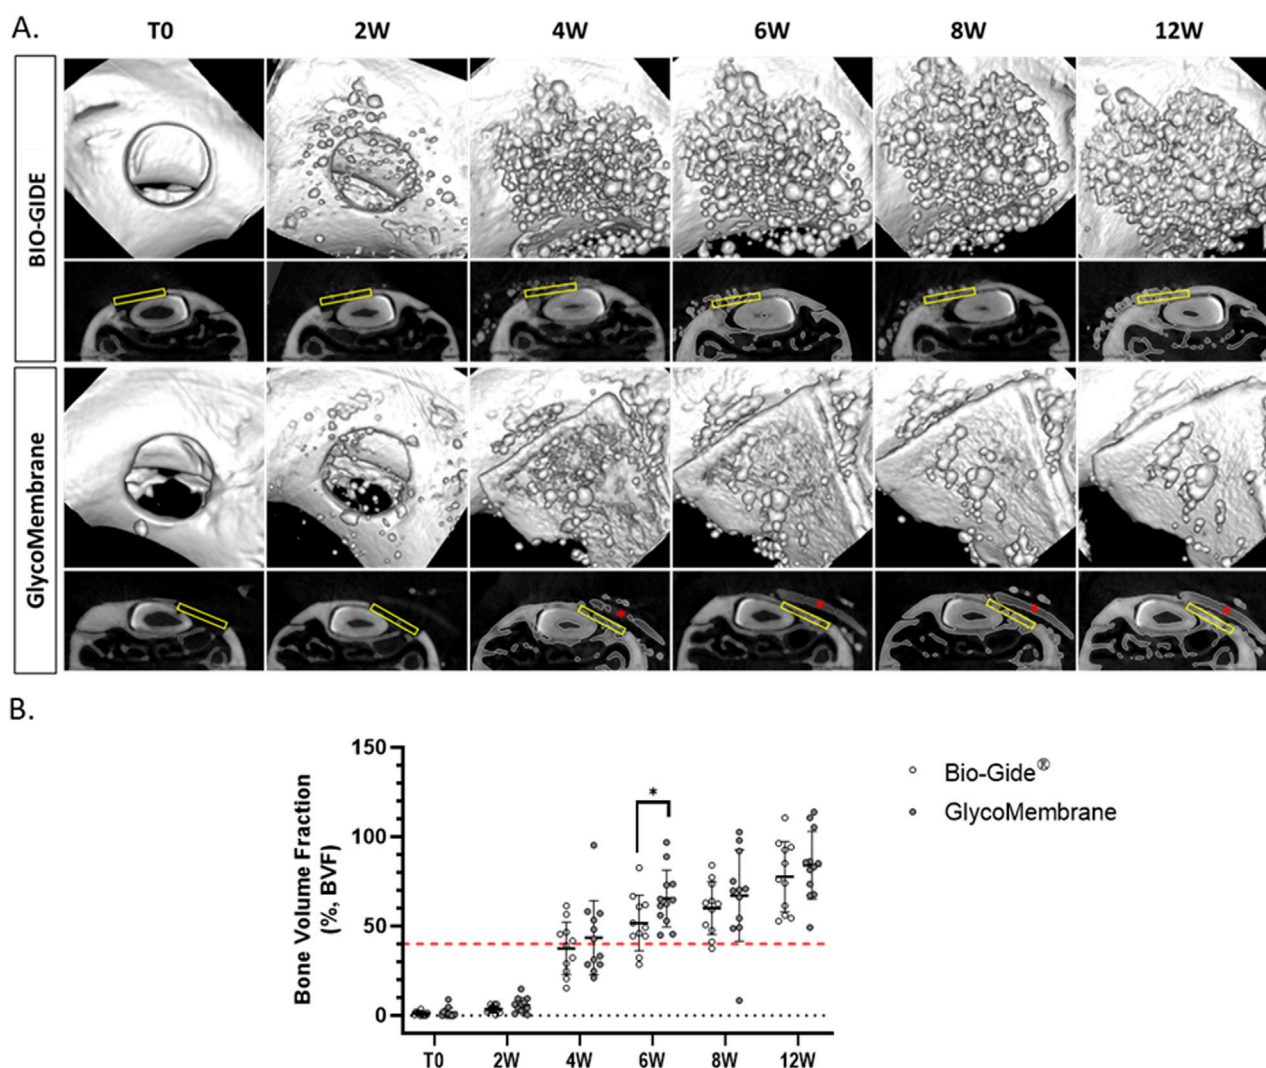 A.
T0 2W 4W 6W 8W 12W
BIO-GIDE
*
GlycoMembrane
* * * *
B.
Bone Volume Fraction
(%, BVF)
150
100
50
0
*
T0 2W 4W 6W 8W 12W
Bio-Gide®
GlycoMembrane